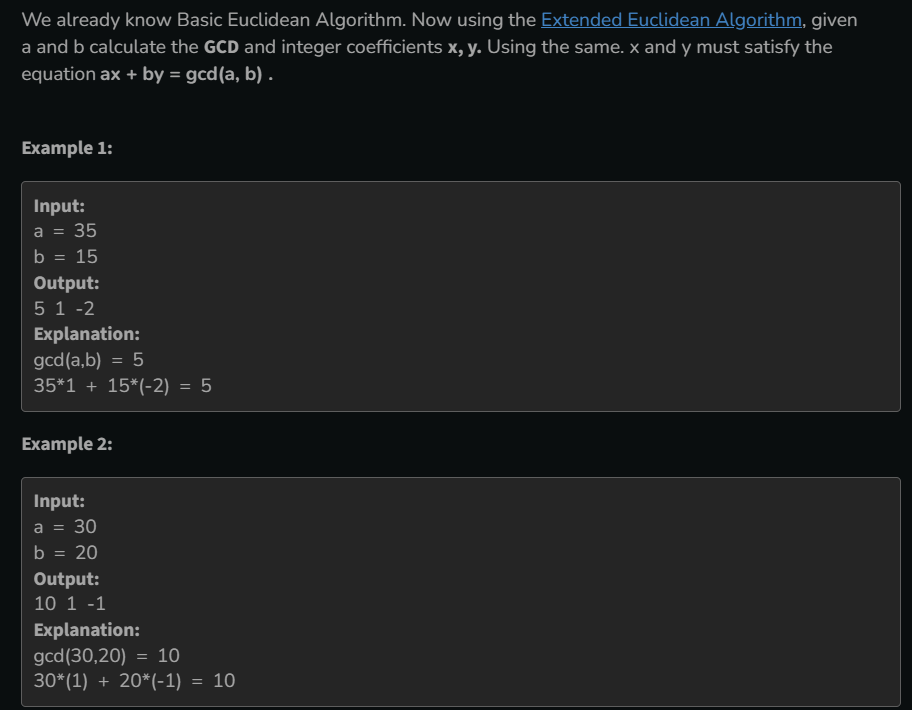 We already know Basic Euclidean Algorithm. Now using the Extended Euclidean Algorithm, given
a and b calculate the GCD and integer coefficients x, y. Using the same. x and y must satisfy the
equation ax + by = gcd(a, b) .
Example 1:
Input:
a = 35
b = 15
Output:
5 1 -2
Explanation:
gcd(a,b) = 5
35*1 + 15*(-2) = 5
Example 2:
Input:
a = 30
b = 20
Output:
10 1 -1
Explanation:
gcd(30,20) = 10
30*(1) + 20*(-1) = 10